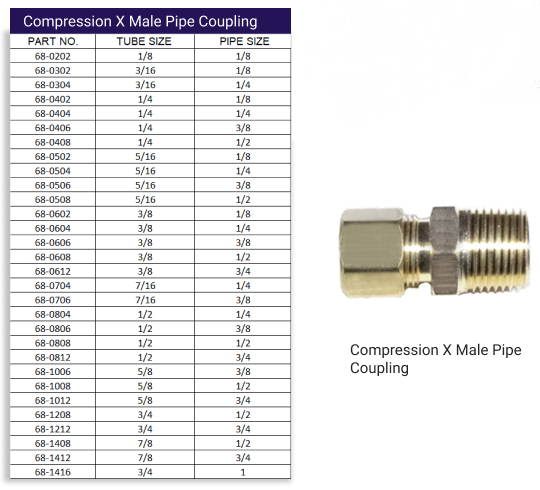 Compression X Male Pipe Coupling
PART NO. TUBE SIZE PIPE SIZE
68-0202 1/8 1/8
68-0302 3/16 1/8
68-0304 3/16 1/4
68-0402 1/4 1/8
68-0404 1/4 1/4
68-0406 1/4 3/8
68-0408 1/4 1/2
68-0502 5/16 1/8
68-0504 5/16 1/4
68-0506 5/16 3/8
68-0508 5/16 1/2
68-0602 3/8 1/8
68-0604 3/8 1/4
68-0606 3/8 3/8
68-0608 3/8 1/2
68-0612 3/8 3/4
68-0704 7/16 1/4
68-0706 7/16 3/8
68-0804 1/2 1/4
68-0806 1/2 3/8
68-0808 1/2 1/2
68-0812 1/2 3/4
68-1006 5/8 3/8
68-1008 5/8 1/2
68-1012 5/8 3/4
68-1208 3/4 1/2
68-1212 3/4 3/4
68-1408 7/8 1/2
68-1412 7/8 3/4
68-1416 3/4 1
Compression X Male Pipe
Coupling